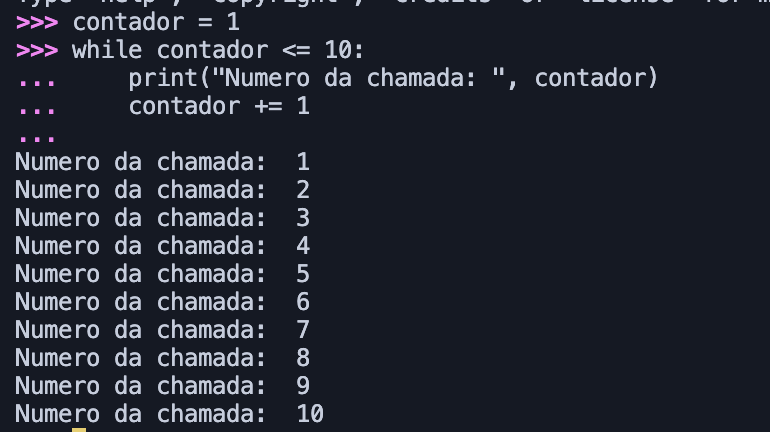 >>> contador = 1
>>> while contador <= 10:
...     print("Numero da chamada: ", contador)
...     contador += 1
...
Numero da chamada:  1
Numero da chamada:  2
Numero da chamada:  3
Numero da chamada:  4
Numero da chamada:  5
Numero da chamada:  6
Numero da chamada:  7
Numero da chamada:  8
Numero da chamada:  9
Numero da chamada:  10